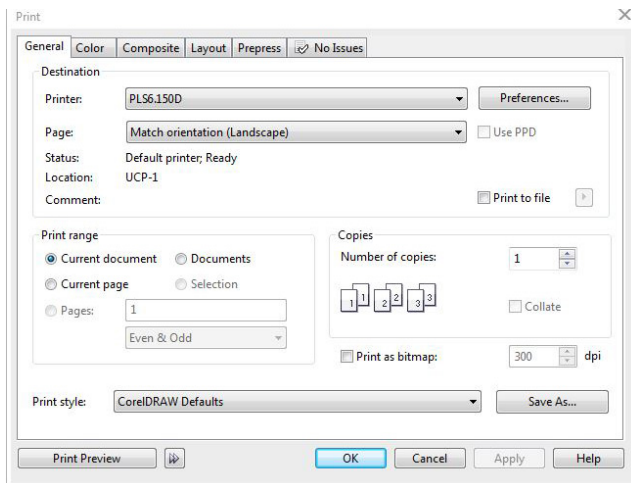 Print
General Color Composite Layout Prepress No Issues
Destination
Printer: PLS6.150D Preferences...
Page: Match orientation (Landscape) Use PPD
Status: Default printer; Ready
Location: UCP-1
Comment: Print to file
Print range
Current document Documents
Current page Selection
Pages: 1
Even & Odd
Copies
Number of copies: 1
1 1 2 2 3 3
Collate
Print as bitmap: 300 dpi
Print style: CorelDRAW Defaults Save As...
Print Preview OK Cancel Apply Help